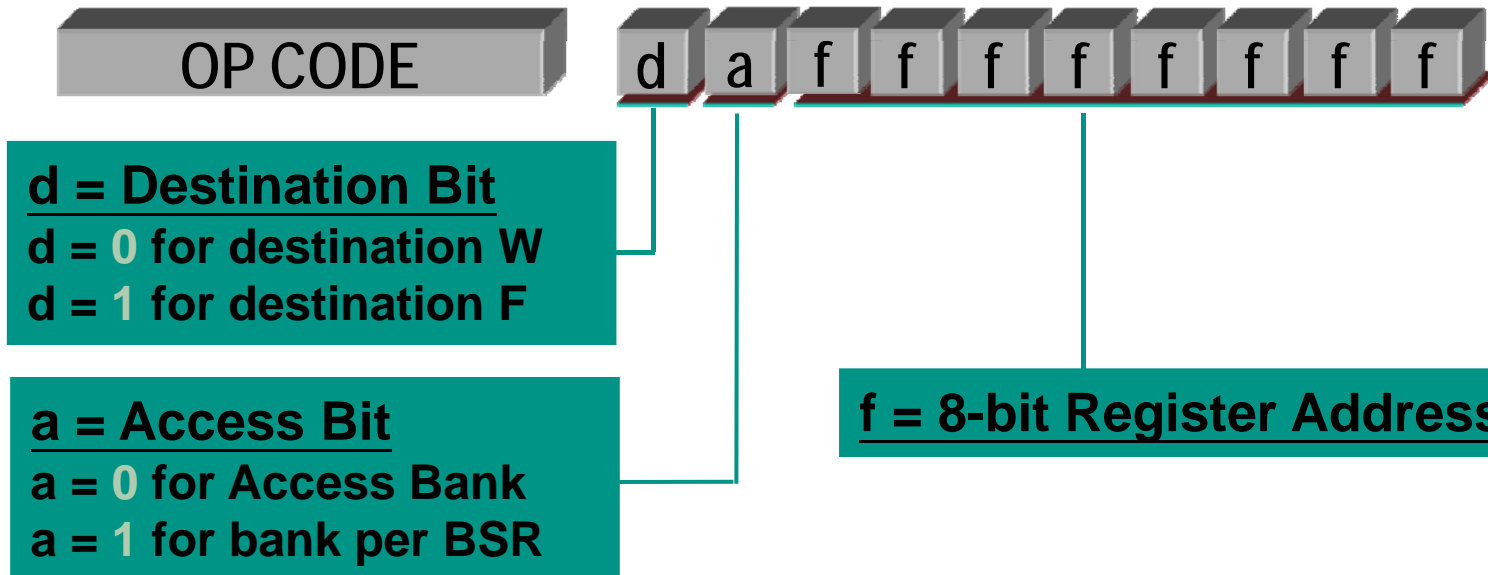 OP CODE d a f f f f f f f f
d = Destination Bit
d = 0 for destination W
d = 1 for destination F
a = Access Bit
a = 0 for Access Bank
a = 1 for bank per BSR
f = 8-bit Register Address